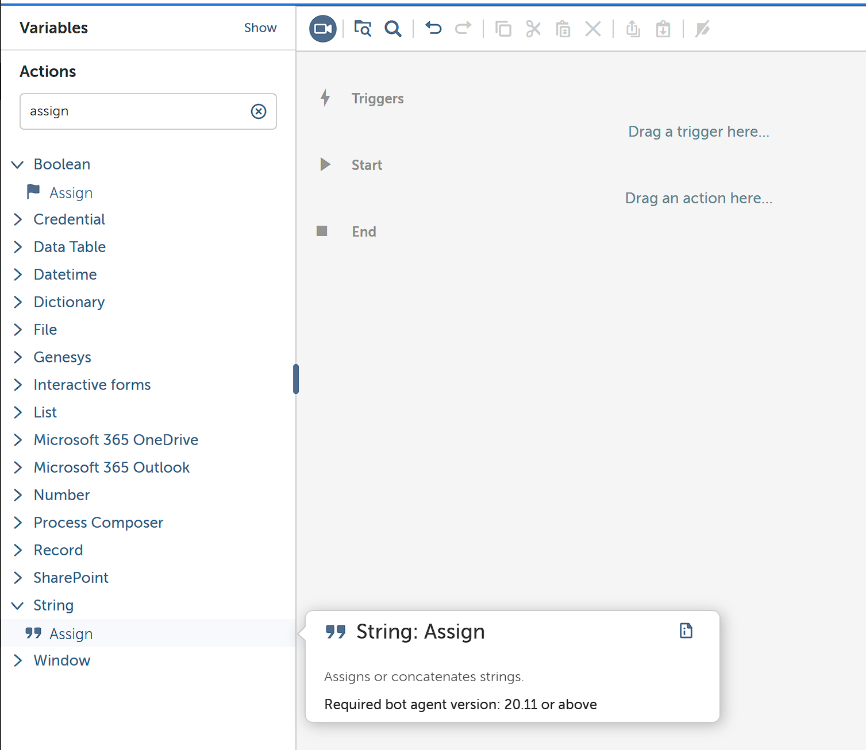 Variables
Show
Actions
assign
Boolean
Assign
Credential
Data Table
Datetime
Dictionary
File
Genesys
Interactive forms
List
Microsoft 365 OneDrive
Microsoft 365 Outlook
Number
Process Composer
Record
SharePoint
String
Assign
Window
Triggers
Drag a trigger here...
Start
Drag an action here...
End
String: Assign
Assigns or concatenates strings.
Required bot agent version: 20.11 or above